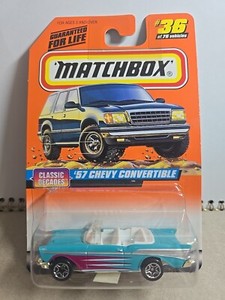 GUARANTEED
FOR LIFE
#36
of 75 vehicles
MATCHBOX®
CLASSIC
DECADES
'57 CHEVY CONVERTIBLE